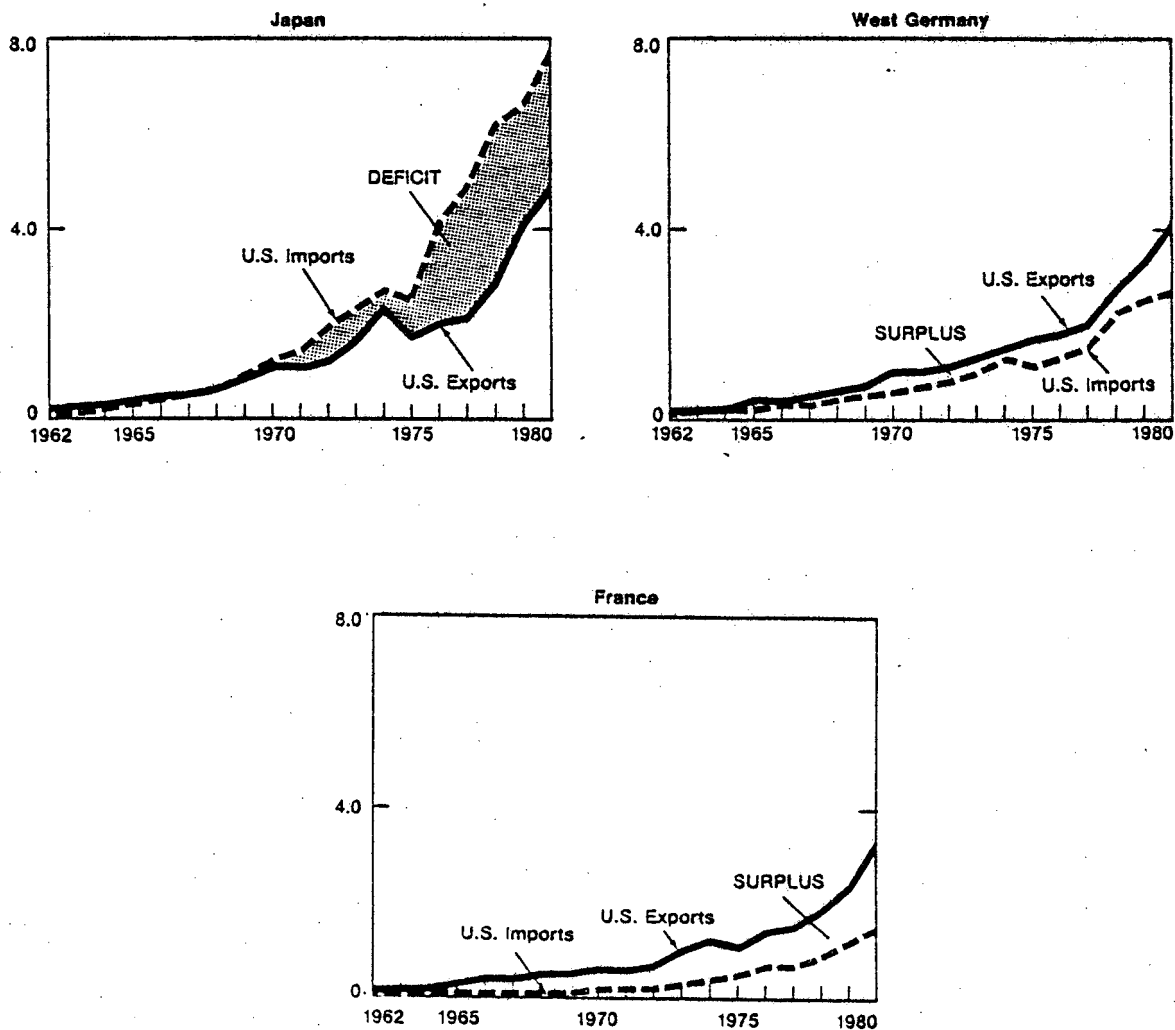 Japan
8.0
4.0
0
DEFICIT
U.S. Imports
U.S. Exports
1962 1965 1970 1975 1980
West Germany
8.0
4.0
0
U.S. Exports
SURPLUS
U.S. Imports
1962 1965 1970 1975 1980
France
8.0
4.0
0
SURPLUS
U.S. Exports
U.S. Imports
1962 1965 1970 1975 1980